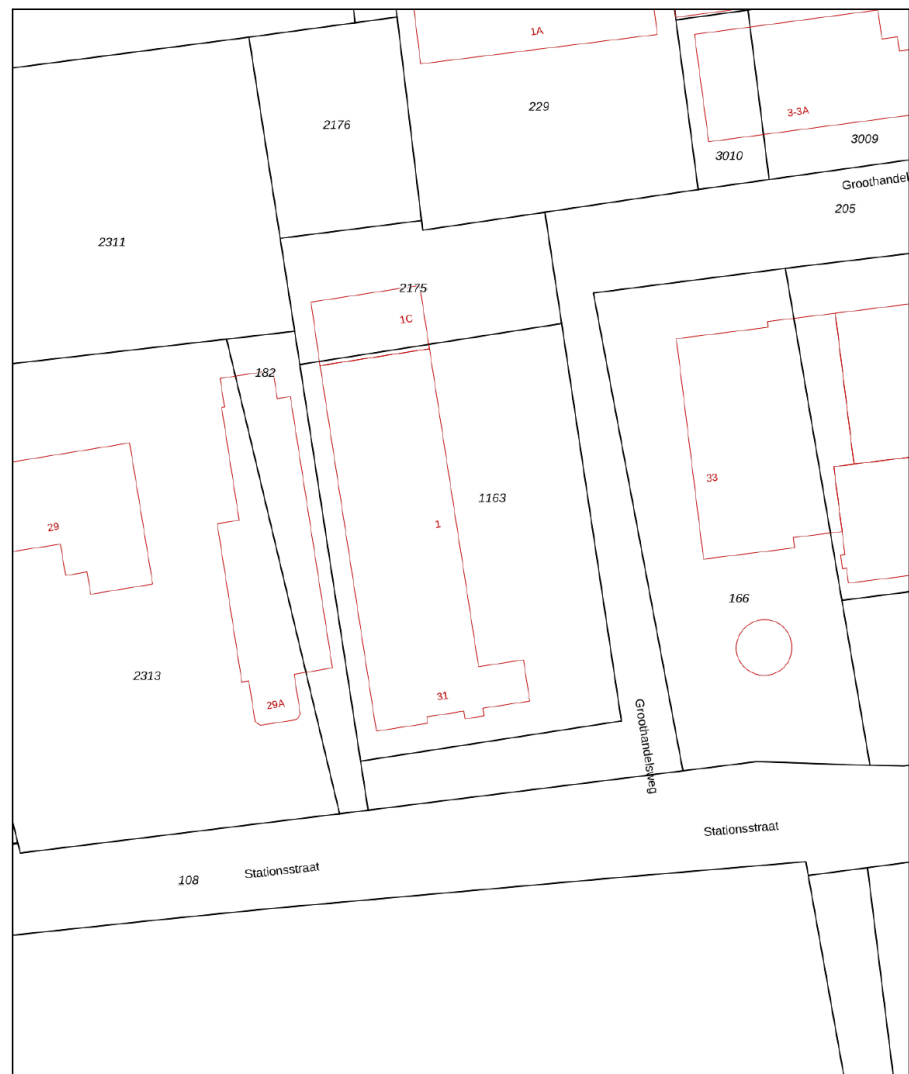 1A
229
2176
3-3A
3009
3010
Groothandel
205
2311
2175
1C
182
33
1163
29
1
166
2313
31
29A
Groothandelsweg
Stationsstraat
Stationsstraat
108